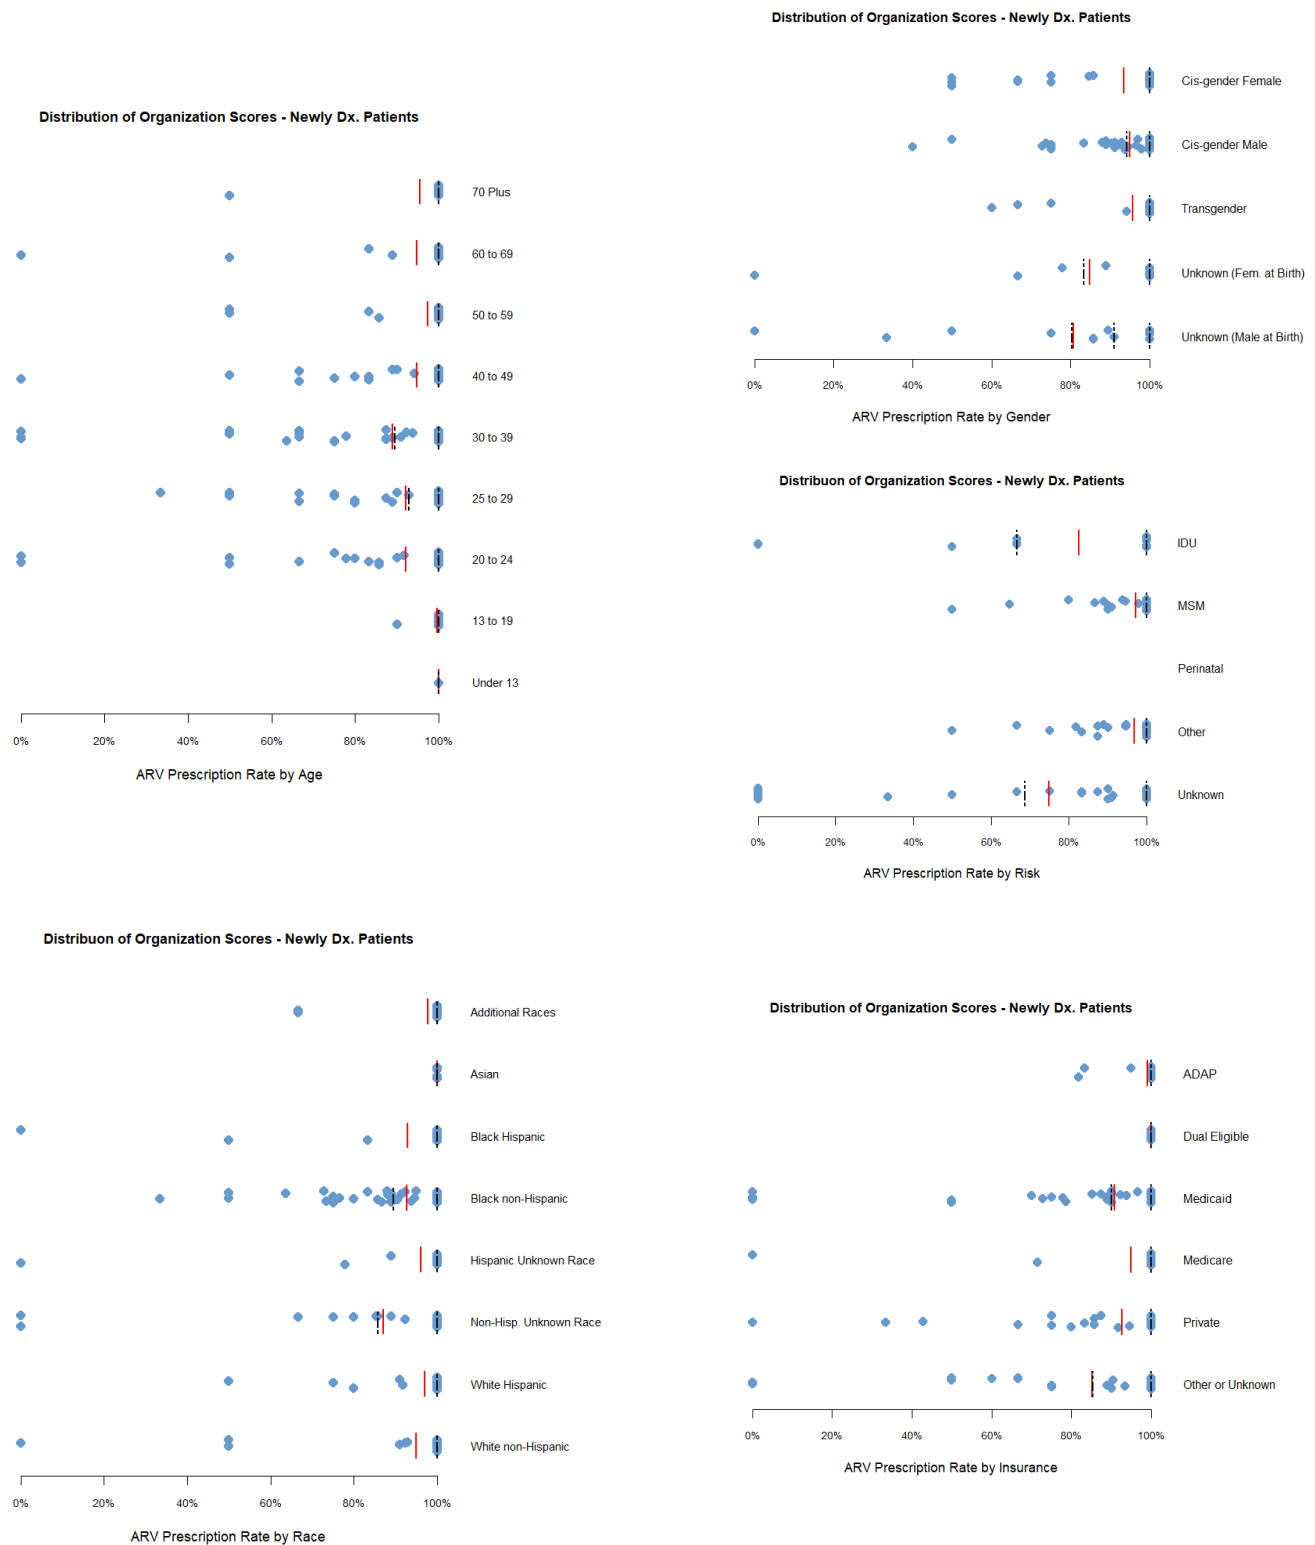 Distribution of Organization Scores - Newly Dx. Patients
70 Plus
60 to 69
50 to 59
40 to 49
30 to 39
25 to 29
20 to 24
13 to 19
Under 13
0% 20% 40% 60% 80% 100%
ARV Prescription Rate by Age
Distribution of Organization Scores - Newly Dx. Patients
Cis-gender Female
Cis-gender Male
Transgender
Unknown (Fem. at Birth)
Unknown (Male at Birth)
0% 20% 40% 60% 80% 100%
ARV Prescription Rate by Gender
Distribuon of Organization Scores - Newly Dx. Patients
IDU
MSM
Perinatal
Other
Unknown
0% 20% 40% 60% 80% 100%
ARV Prescription Rate by Risk
Distribuon of Organization Scores - Newly Dx. Patients
Additional Races
Asian
Black Hispanic
Black non-Hispanic
Hispanic Unknown Race
Non-Hisp. Unknown Race
White Hispanic
White non-Hispanic
0% 20% 40% 60% 80% 100%
ARV Prescription Rate by Race
Distribution of Organization Scores - Newly Dx. Patients
ADAP
Dual Eligible
Medicaid
Medicare
Private
Other or Unknown
0% 20% 40% 60% 80% 100%
ARV Prescription Rate by Insurance